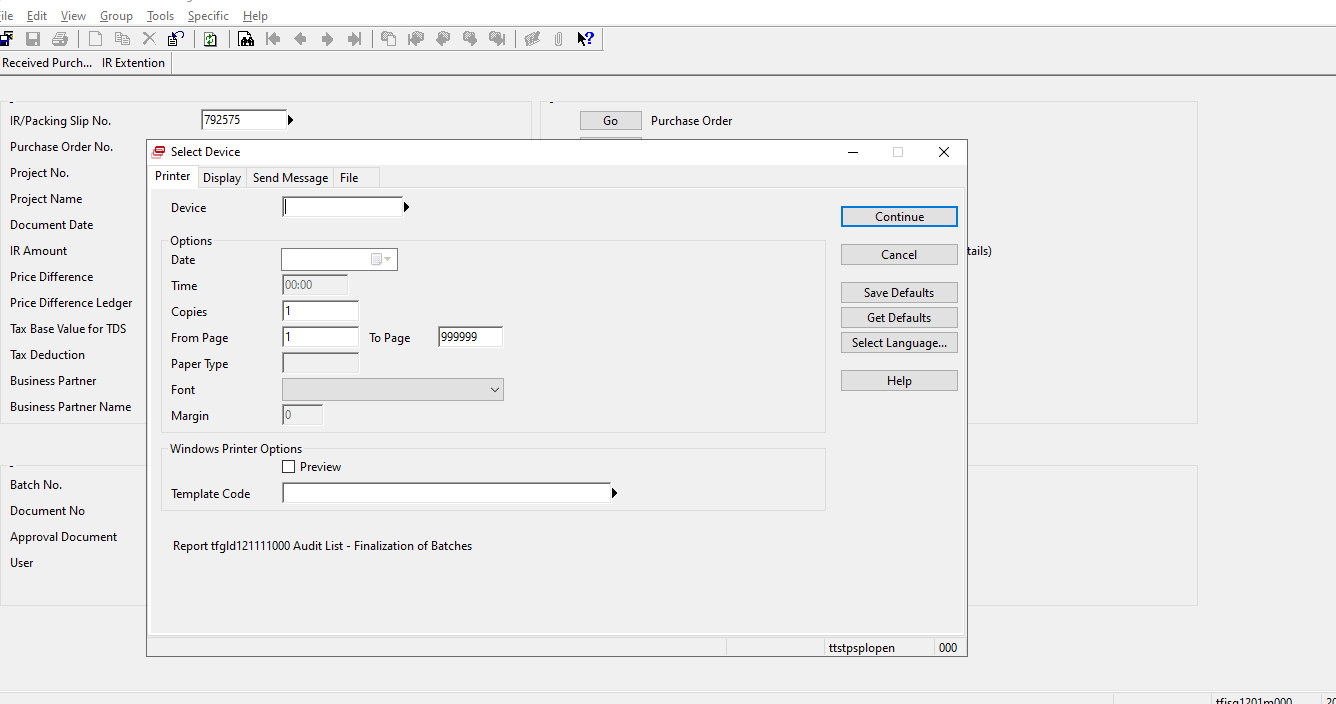 ile Edit View Group Tools Specific Help
Received Purch... IR Extention
IR/Packing Slip No. 792575 Go Purchase Order
Purchase Order No.
Project No.
Project Name
Document Date
IR Amount tails)
Price Difference
Price Difference Ledger
Tax Base Value for TDS
Tax Deduction
Business Partner
Business Partner Name
Batch No.
Document No
Approval Document
User
Select Device
Printer Display Send Message File
Device
Options
Date
Time 00:00
Copies 1
From Page 1 To Page 999999
Paper Type
Font
Margin 0
Windows Printer Options
Preview
Template Code
Report tfgld121111000 Audit List - Finalization of Batches
Continue
Cancel
Save Defaults
Get Defaults
Select Language...
Help
ttstpsplopen 000